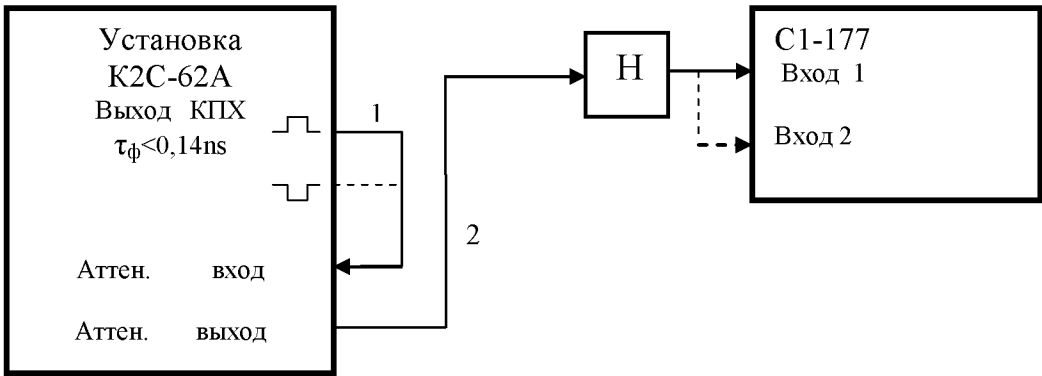 Установка
К2С-62А
Выход КПХ
τф<0,14ns
1
Аттен. вход
2
Аттен. выход
Н
С1-177
Вход 1
Вход 2